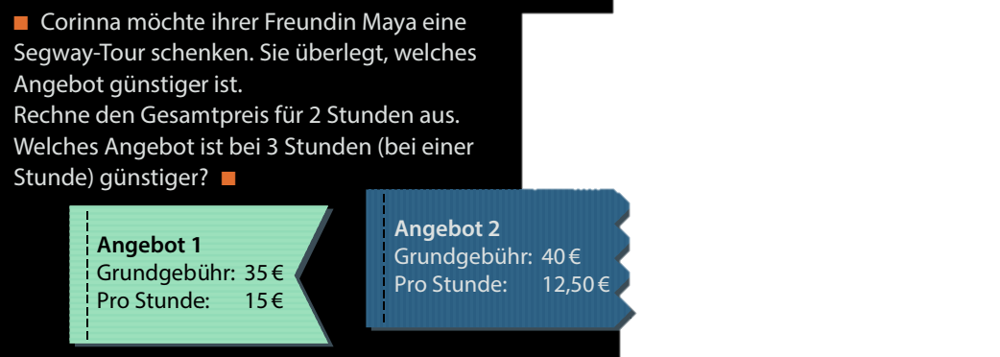 Corinna möchte ihrer Freundin Maya eine
Segway-Tour schenken. Sie überlegt, welches
Angebot günstiger ist.
Rechne den Gesamtpreis für 2 Stunden aus.
Welches Angebot ist bei 3 Stunden (bei einer
Stunde) günstiger?
Angebot 1
Grundgebühr: 35 €
Pro Stunde: 15 €
Angebot 2
Grundgebühr: 40 €
Pro Stunde: 12,50 €